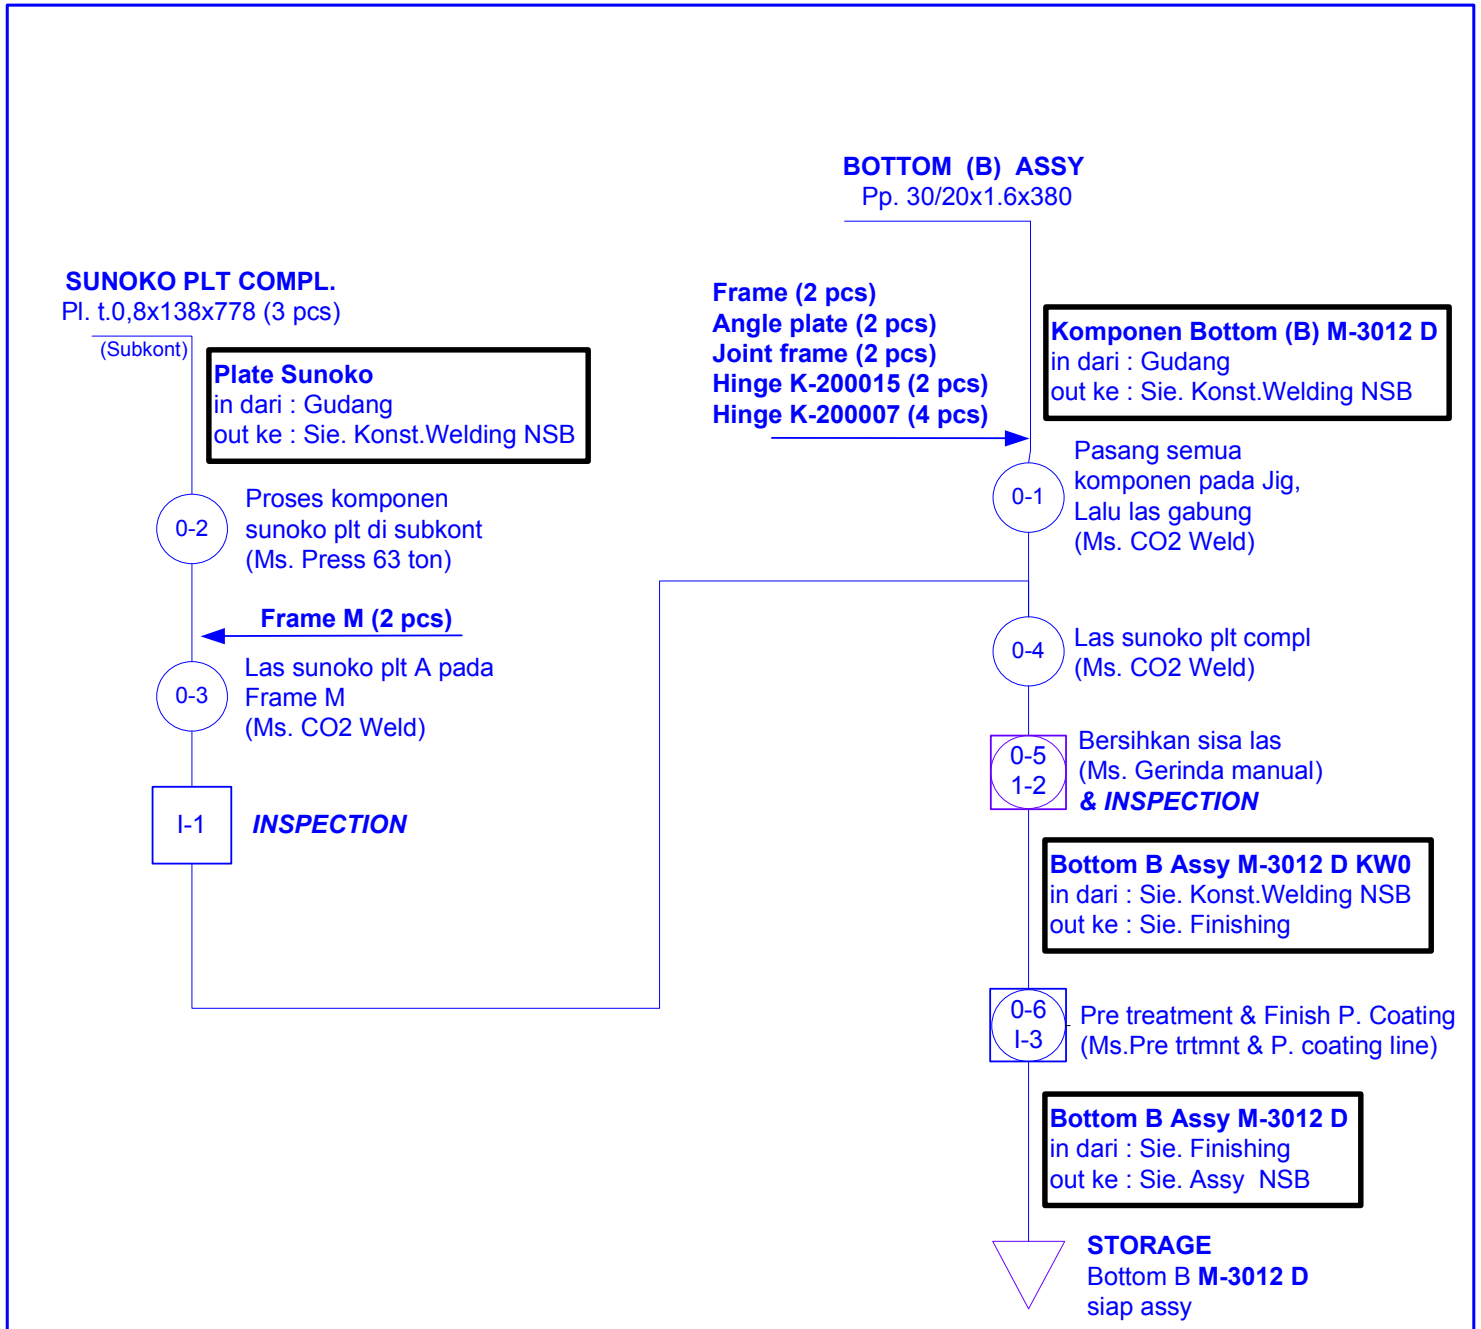 BOTTOM (B) ASSY
Pp. 30/20x1.6x380
SUNOKO PLT COMPL.
Pl. t.0,8x138x778 (3 pcs)
(Subkont)
Plate Sunoko
in dari : Gudang
out ke : Sie. Konst.Welding NSB
Frame (2 pcs)
Angle plate (2 pcs)
Joint frame (2 pcs)
Hinge K-200015 (2 pcs)
Hinge K-200007 (4 pcs)
Komponen Bottom (B) M-3012 D
in dari : Gudang
out ke : Sie. Konst.Welding NSB
0-2
Proses komponen
sunoko plt di subkont
(Ms. Press 63 ton)
0-1
Pasang semua
komponen pada Jig,
Lalu las gabung
(Ms. CO2 Weld)
Frame M (2 pcs)
0-3
Las sunoko plt A pada
Frame M
(Ms. CO2 Weld)
0-4
Las sunoko plt compl
(Ms. CO2 Weld)
I-1
INSPECTION
0-5
1-2
Bersihkan sisa las
(Ms. Gerinda manual)
& INSPECTION
Bottom B Assy M-3012 D KW0
in dari : Sie. Konst.Welding NSB
out ke : Sie. Finishing
0-6
I-3
Pre treatment & Finish P. Coating
(Ms.Pre trtmnt & P. coating line)
Bottom B Assy M-3012 D
in dari : Sie. Finishing
out ke : Sie. Assy NSB
STORAGE
Bottom B M-3012 D
siap assy